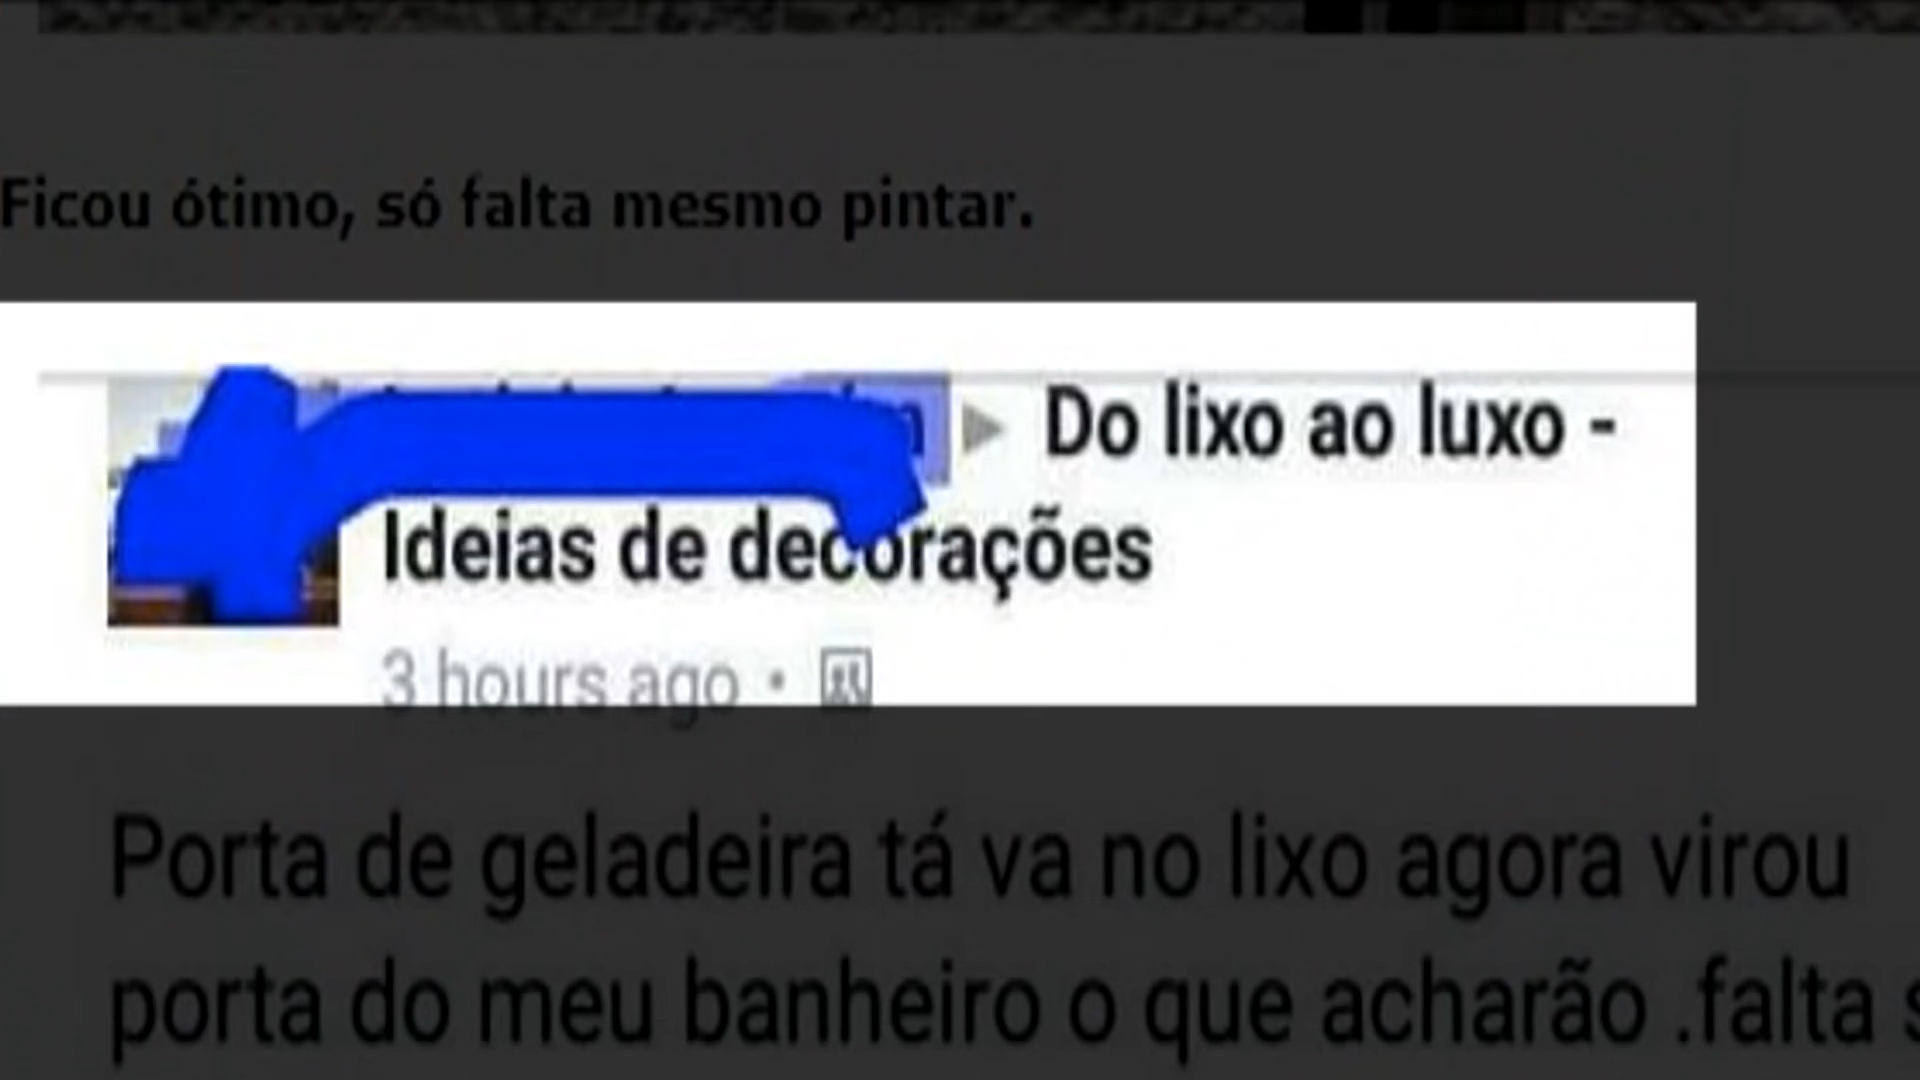 Ficou ótimo, só falta mesmo pintar.
Do lixo ao luxo -
Ideias de decorações
3 hours ago •
Porta de geladeira tá va no lixo agora virou
porta do meu banheiro o que acharão .falta